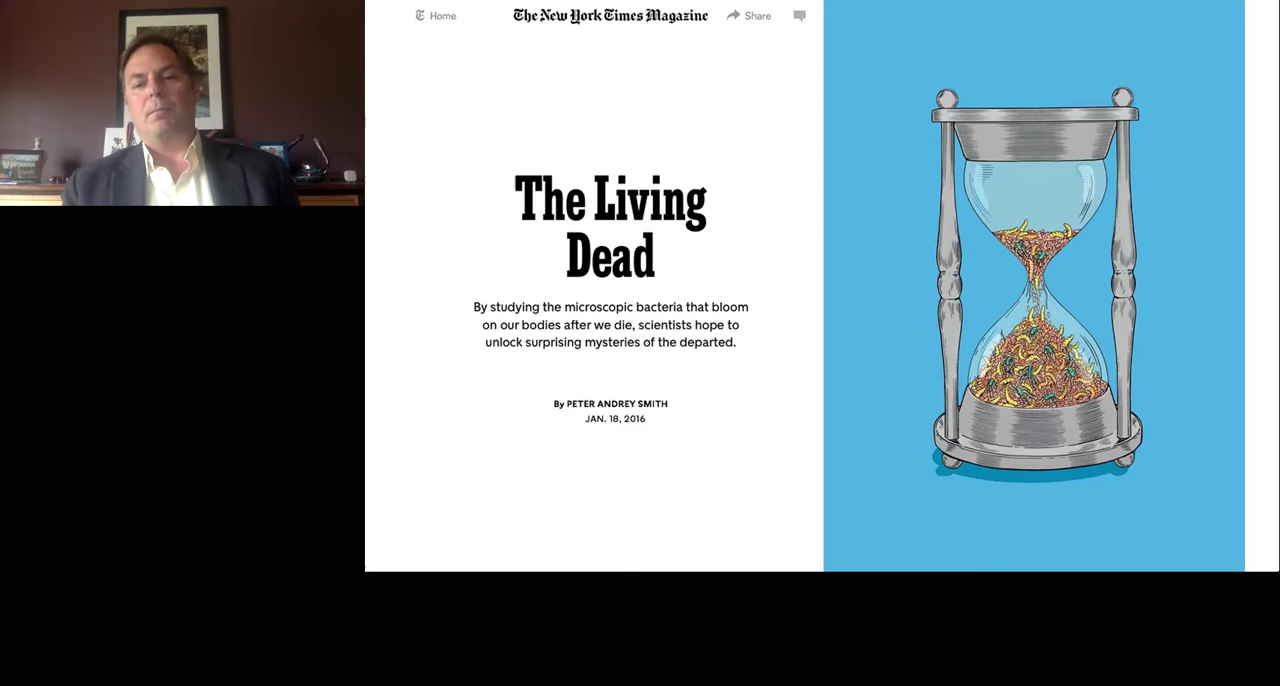 Home
The New York Times Magazine
Share
The Living
Dead
By studying the microscopic bacteria that bloom
on our bodies after we die, scientists hope to
unlock surprising mysteries of the departed.
By PETER ANDREY SMITH
JAN. 18, 2016